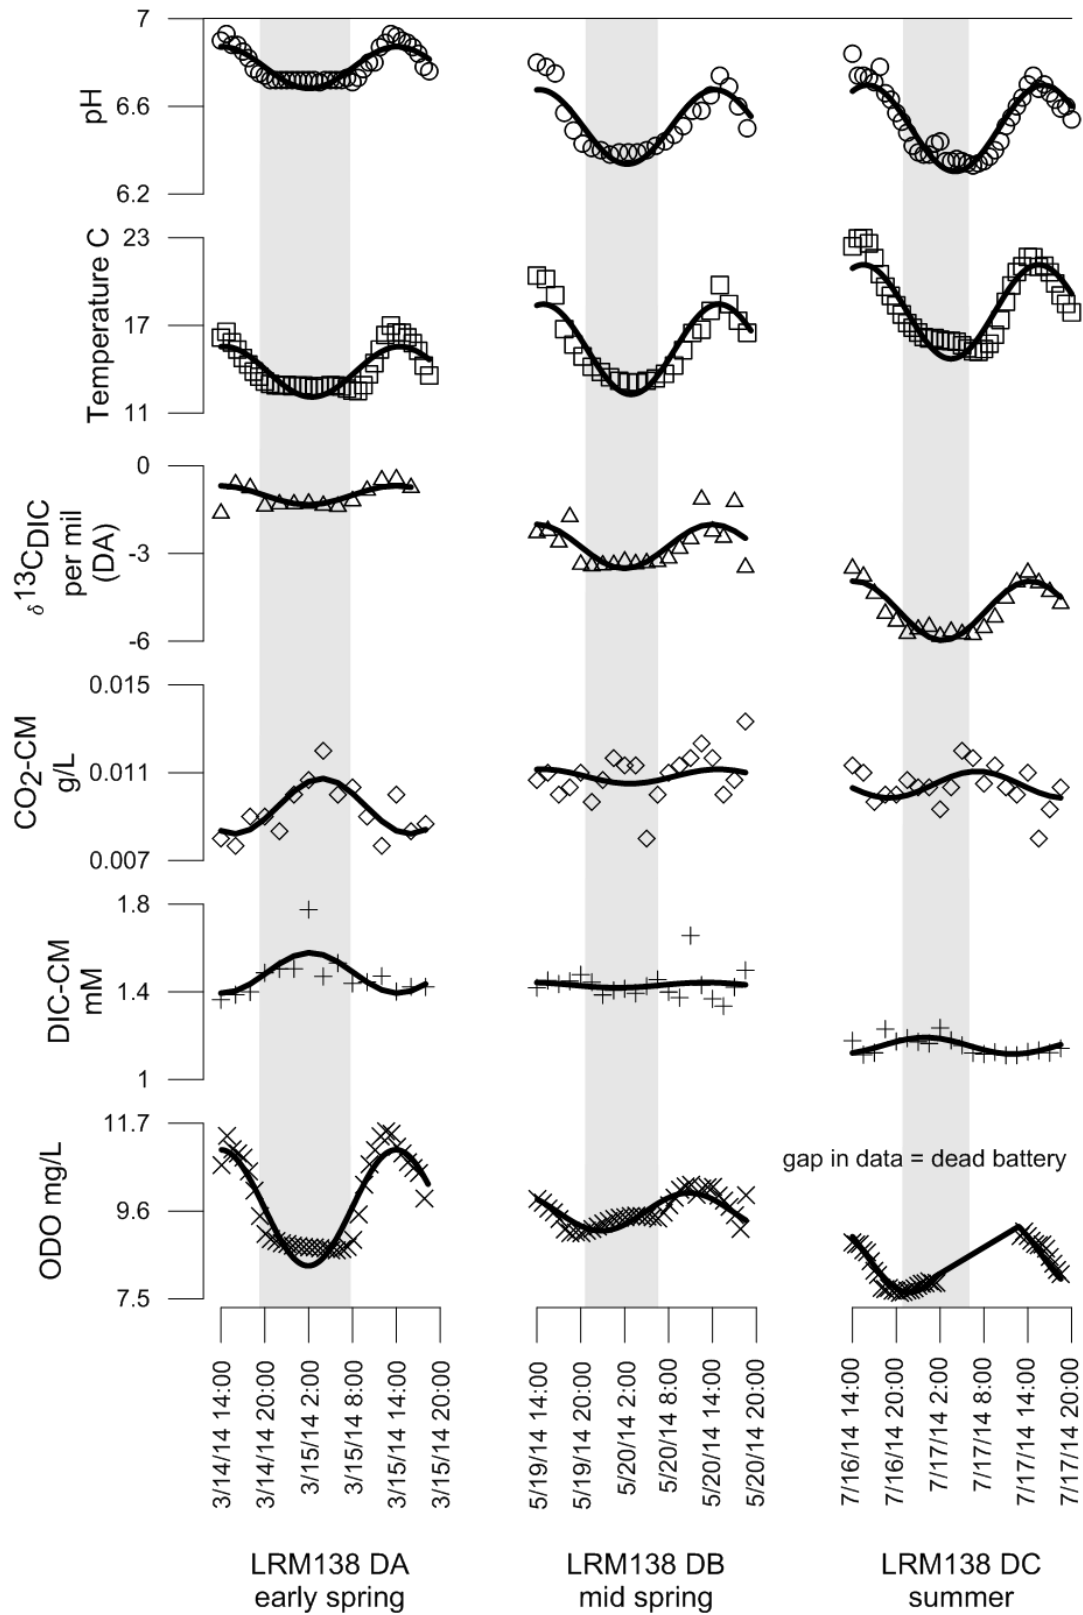 7
6.6
6.2
pH
23
17
11
Temperature C
0
-3
-6
δ13CDIC
per mil
(DA)
0.015
0.011
0.007
CO2-CM
g/L
1.8
1.4
1
DIC-CM
mM
11.7
9.6
7.5
ODO mg/L
gap in data = dead battery
3/14/14 14:00
3/14/14 20:00
3/15/14 2:00
3/15/14 8:00
3/15/14 14:00
3/15/14 20:00
5/19/14 14:00
5/19/14 20:00
5/20/14 2:00
5/20/14 8:00
5/20/14 14:00
5/20/14 20:00
7/16/14 14:00
7/16/14 20:00
7/17/14 2:00
7/17/14 8:00
7/17/14 14:00
7/17/14 20:00
LRM138 DA
early spring
LRM138 DB
mid spring
LRM138 DC
summer